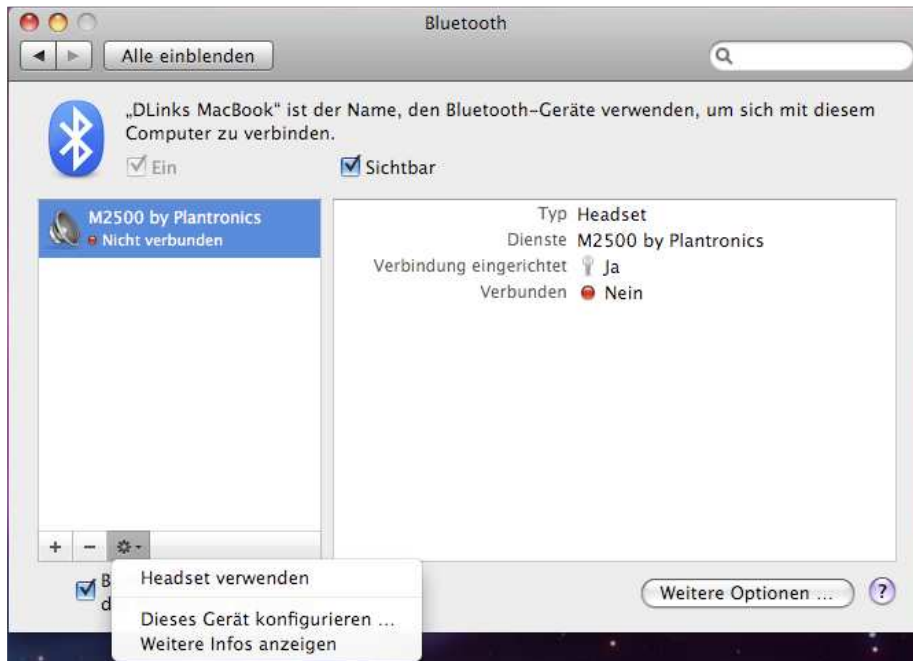 Bluetooth
Alle einblenden
„DLinks MacBook“ ist der Name, den Bluetooth-Geräte verwenden, um sich mit diesem
Computer zu verbinden.
Ein
Sichtbar
M2500 by Plantronics
Nicht verbunden
Typ Headset
Dienste M2500 by Plantronics
Verbindung eingerichtet Ja
Verbunden Nein
+ −
B
d
Headset verwenden
Dieses Gerät konfigurieren ...
Weitere Infos anzeigen
Weitere Optionen ...
?